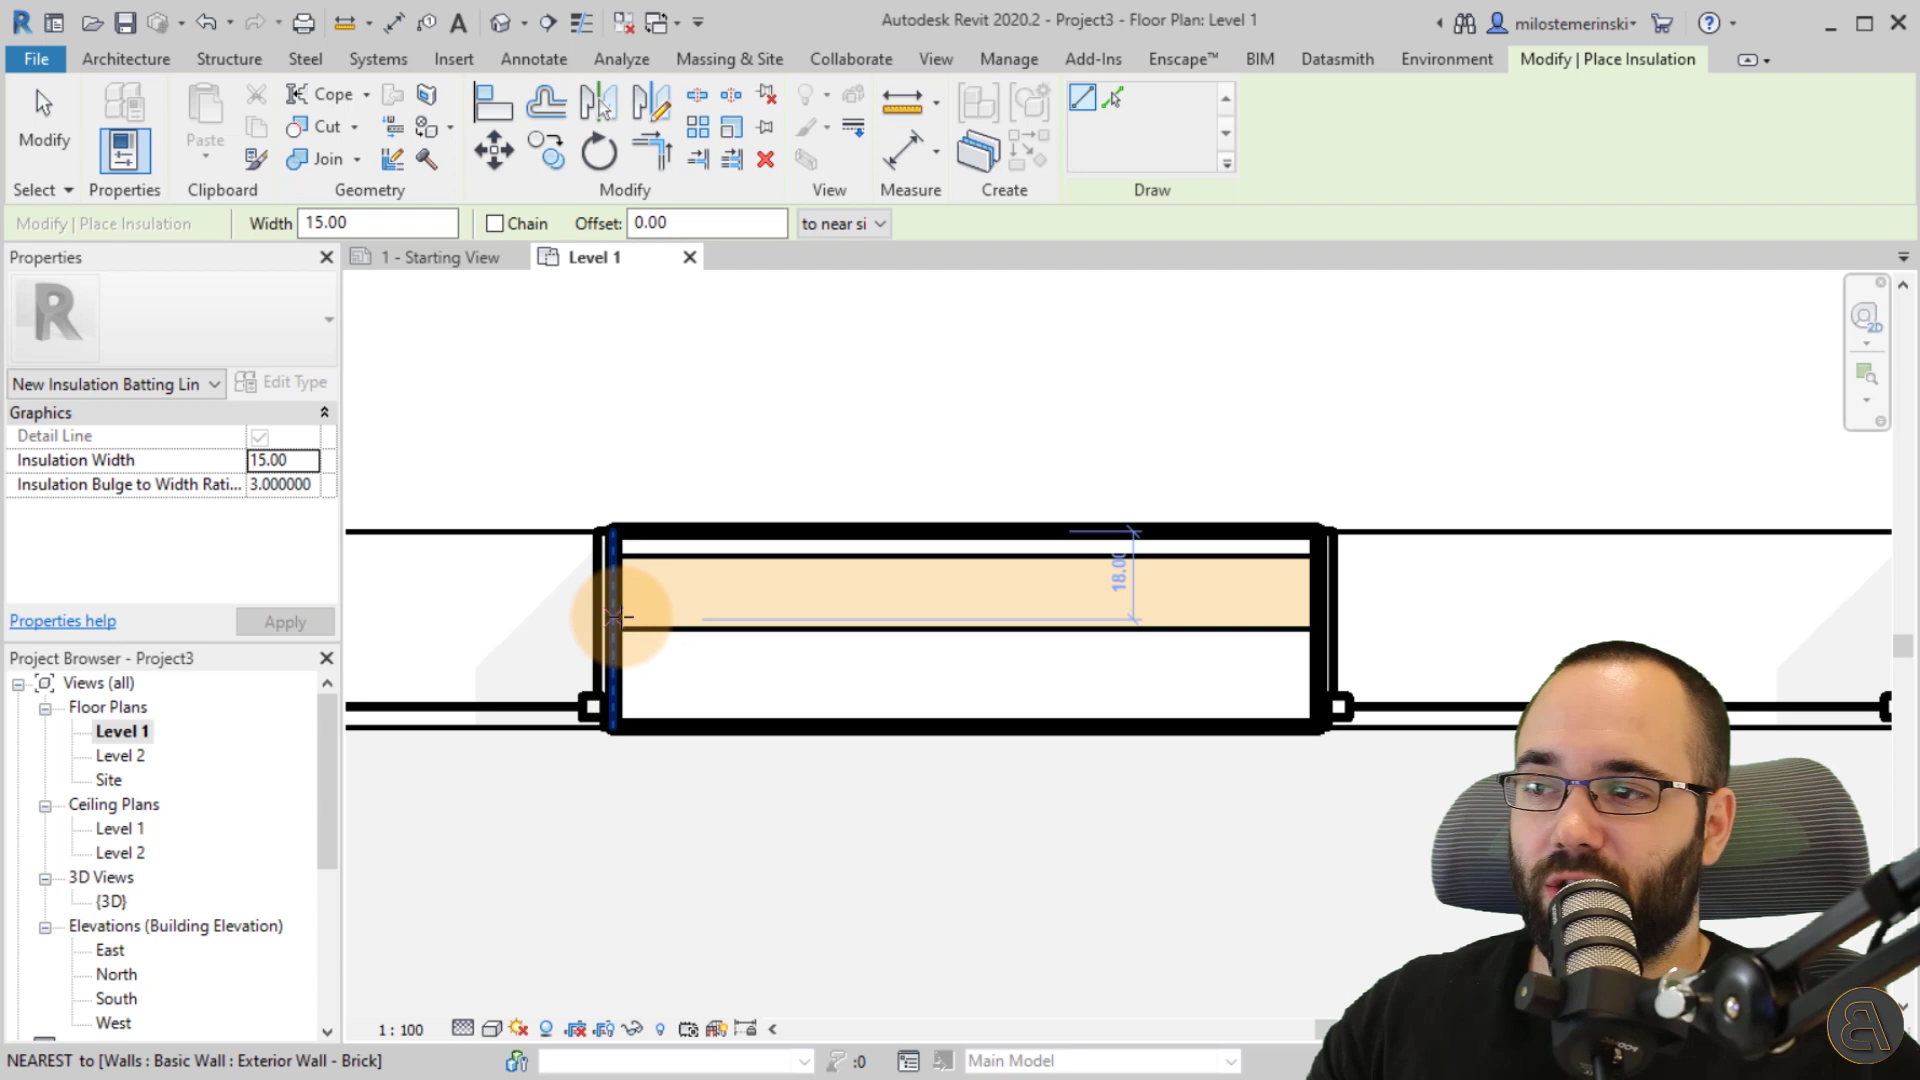 Autodesk Revit 2020.2 - Project3 - Floor Plan: Level 1
milostemerinski
File Architecture Structure Steel Systems Insert Annotate Analyze Massing & Site Collaborate View Manage Add-Ins Enscape™ BIM Datasmith Environment Modify | Place Insulation
Modify Paste Cope Cut Join
Select Properties Clipboard Geometry Modify View Measure Create Draw
Modify | Place Insulation Width 15.00 Chain Offset: 0.00 to near si
Properties
1 - Starting View Level 1
New Insulation Batting Lin Edit Type
Graphics
Detail Line
Insulation Width 15.00
Insulation Bulge to Width Rati... 3.000000
18.00
Properties help Apply
Project Browser - Project3
Views (all)
Floor Plans
Level 1
Level 2
Site
Ceiling Plans
Level 1
Level 2
3D Views
{3D}
Elevations (Building Elevation)
East
North
South
West
1 : 100
NEAREST to [Walls : Basic Wall : Exterior Wall - Brick] :0 Main Model